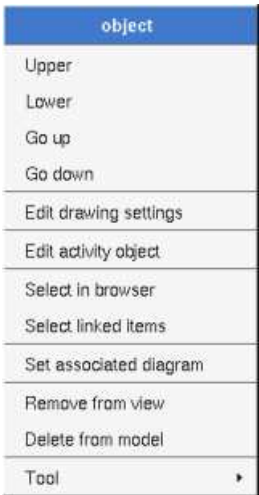 object
Upper
Lower
Go up
Go down
Edit drawing settings
Edit activity object
Select in browser
Select linked items
Set associated diagram
Remove from view
Delete from model
Tool